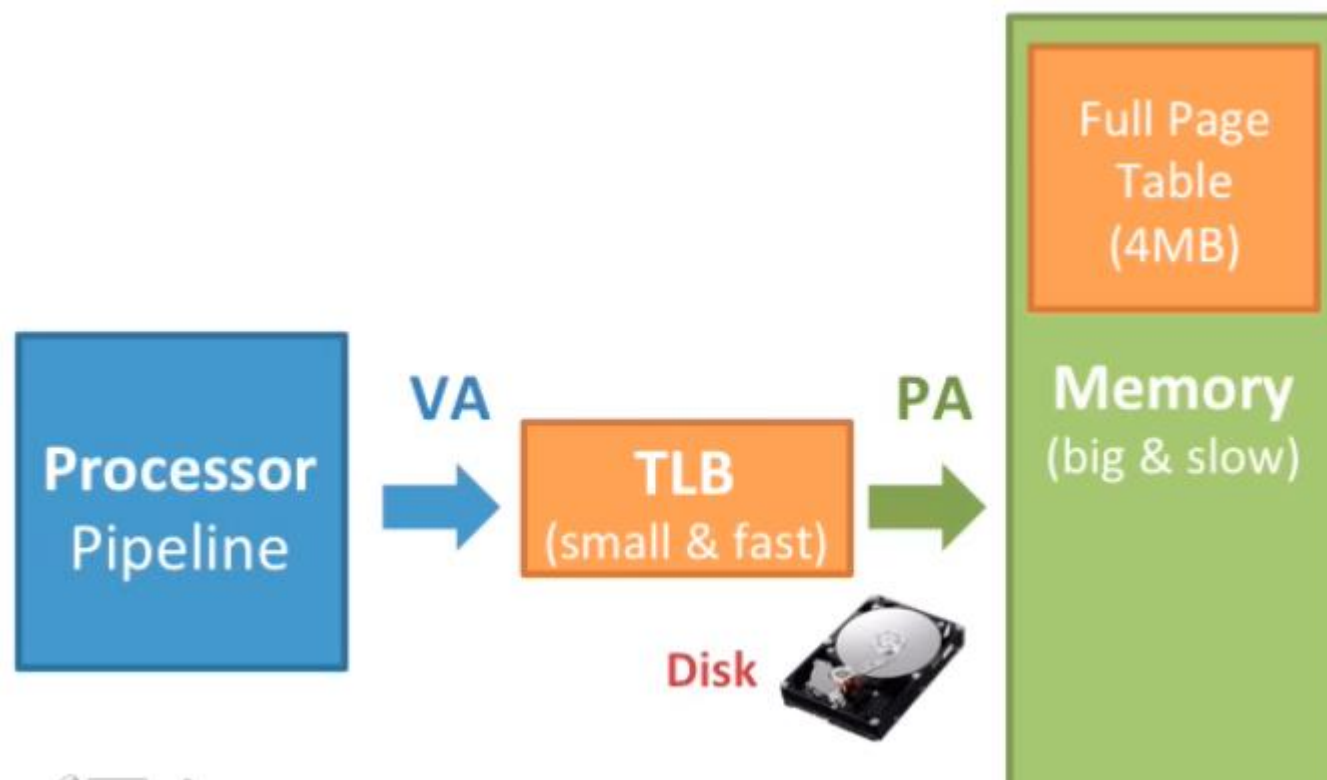 Full Page
Table
(4MB)
VA
PA
Memory
(big & slow)
Processor
Pipeline
TLB
(small & fast)
Disk